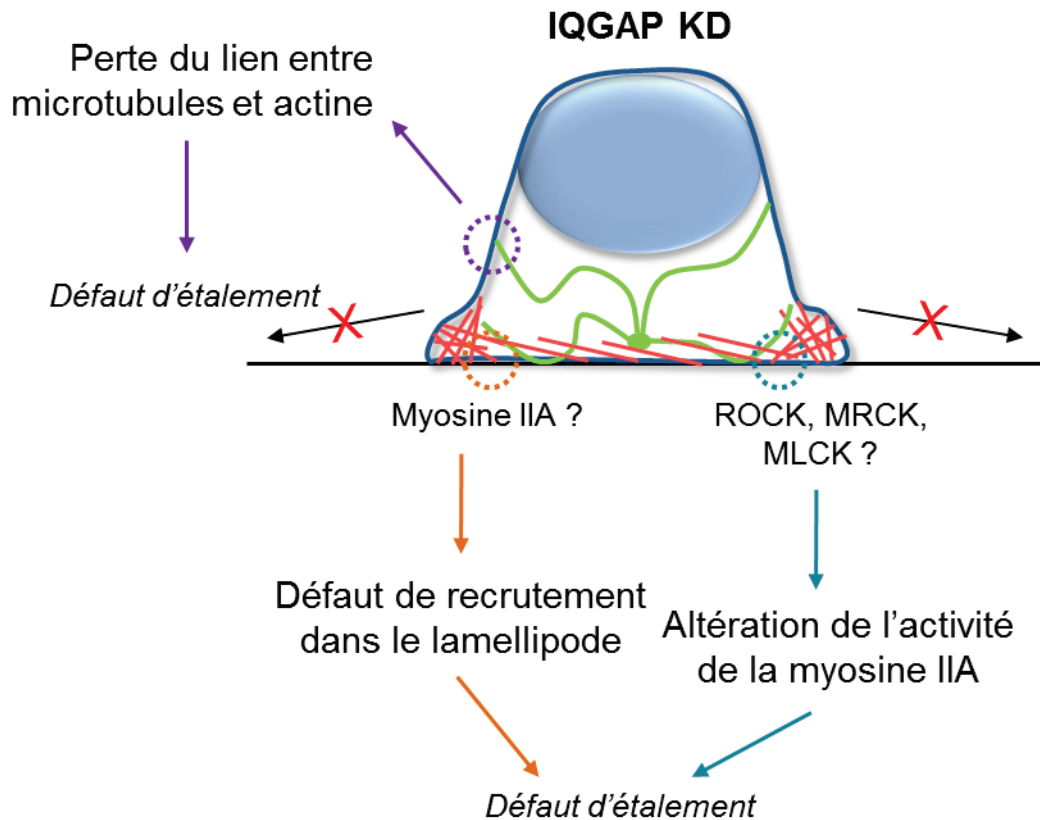 IQGAP KD
Perte du lien entre
microtubules et actine
Défaut d'étalement
Myosine IIA ?
ROCK, MRCK,
MLCK ?
Défaut de recrutement
dans le lamellipode
Altération de l'activité
de la myosine IIA
Défaut d'étalement